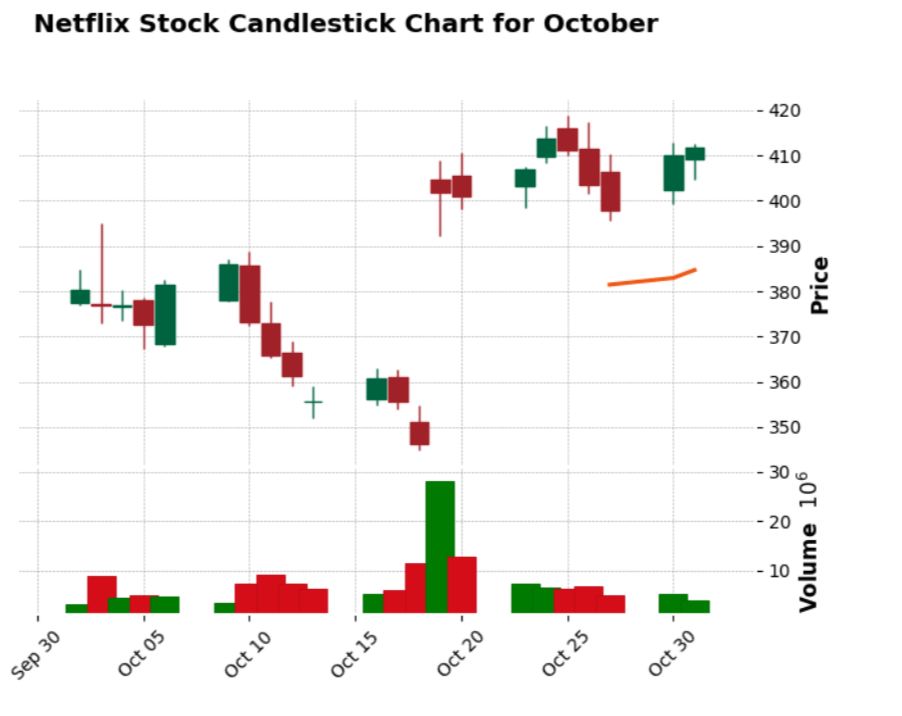 Netflix Stock Candlestick Chart for October
420
410
400
390
380
370
360
350
Price
30
20
10
Volume 10⁶
Sep 30
Oct 05
Oct 10
Oct 15
Oct 20
Oct 25
Oct 30